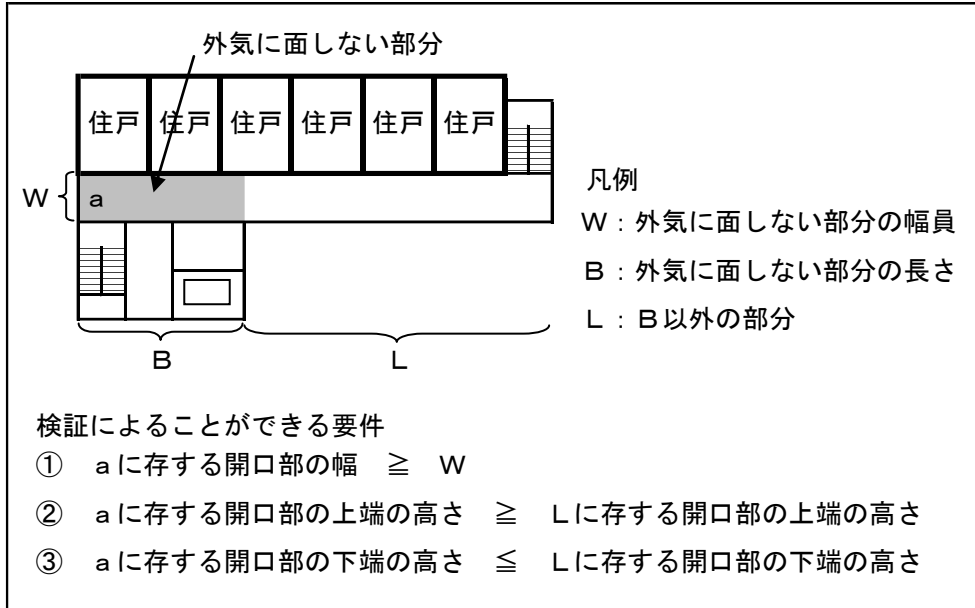 外気に面しない部分
住戸 住戸 住戸 住戸 住戸 住戸
W
a
凡例
W：外気に面しない部分の幅員
B：外気に面しない部分の長さ
L：B以外の部分
B
L
検証によることができる要件
① aに存する開口部の幅 ≧ W
② aに存する開口部の上端の高さ ≧ Lに存する開口部の上端の高さ
③ aに存する開口部の下端の高さ ≦ Lに存する開口部の下端の高さ